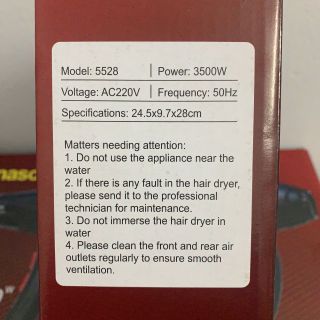 Model: 5528 Power: 3500W
Voltage: AC220V Frequency: 50Hz
Specifications: 24.5x9.7x28cm
Matters needing attention:
1. Do not use the appliance near the
water
2. If there is any fault in the hair dryer,
please send it to the professional
technician for maintenance.
3. Do not immerse the hair dryer in
water
4. Please clean the front and rear air
outlets regularly to ensure smooth
ventilation.